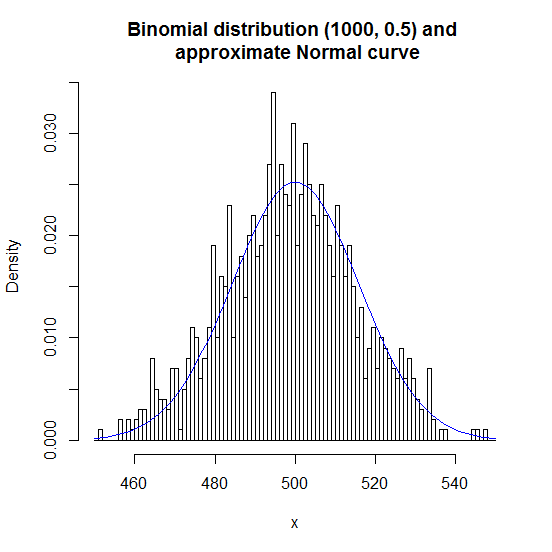 Binomial distribution (1000, 0.5) and
approximate Normal curve
Density
0.030
0.020
0.010
0.000
460 480 500 520 540
x